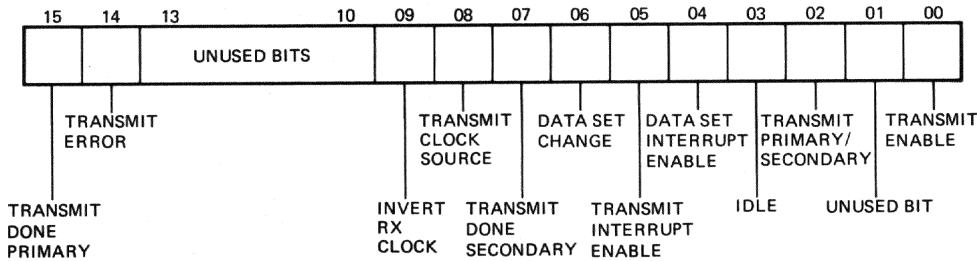 15 14 13 10 09 08 07 06 05 04 03 02 01 00
UNUSED BITS
TRANSMIT
ERROR
TRANSMIT
CLOCK
SOURCE
DATA SET
CHANGE
DATA SET
INTERRUPT
ENABLE
TRANSMIT
PRIMARY/
SECONDARY
TRANSMIT
ENABLE
TRANSMIT
DONE
PRIMARY
INVERT
RX
CLOCK
TRANSMIT
DONE
SECONDARY
TRANSMIT
INTERRUPT
ENABLE
IDLE
UNUSED BIT